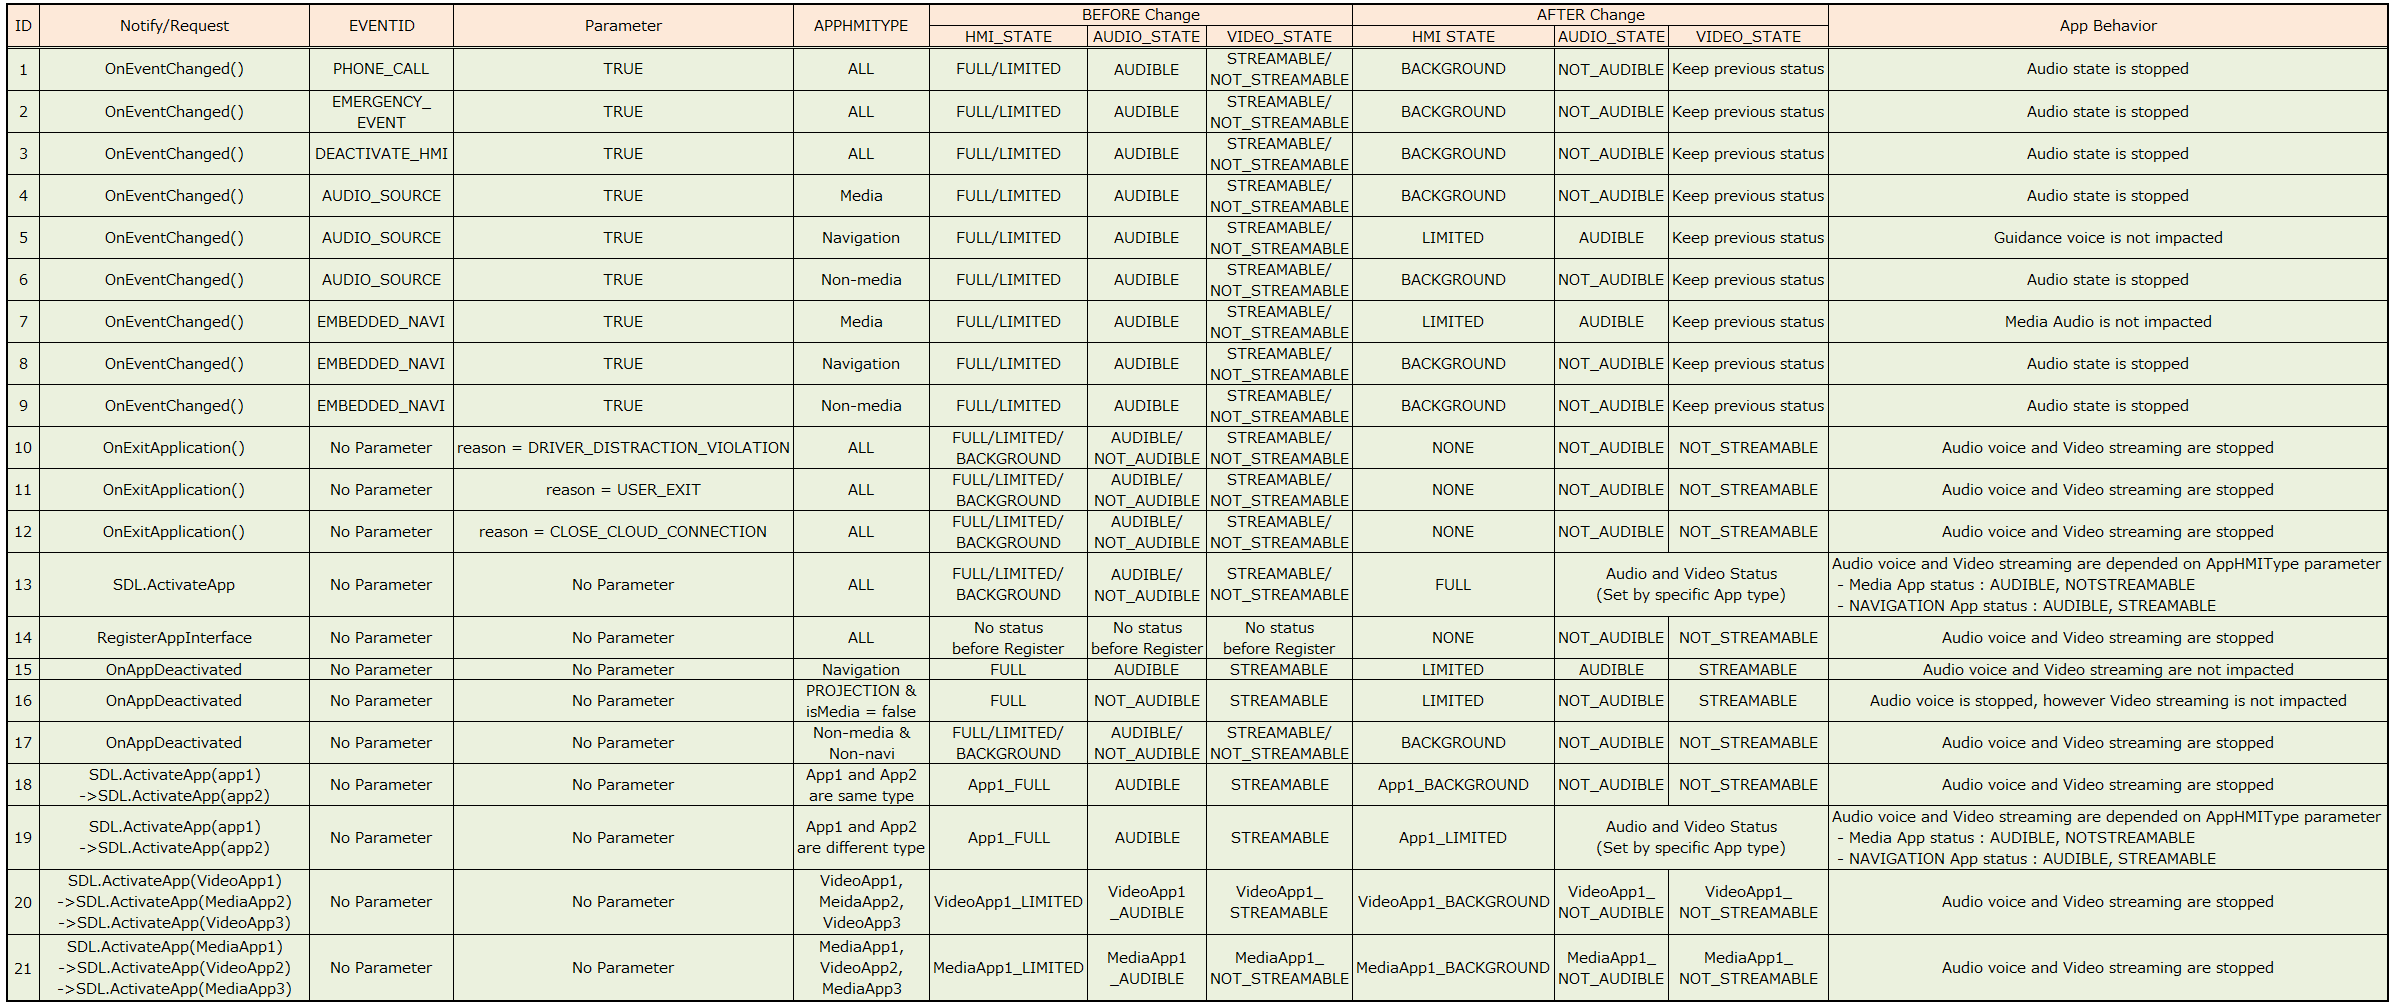 ID Notify/Request EVENTID Parameter APPHMITYPE BEFORE Change AFTER Change App Behavior
HMI_STATE AUDIO_STATE VIDEO_STATE HMI STATE AUDIO_STATE VIDEO_STATE
1 OnEventChanged() PHONE_CALL TRUE ALL FULL/LIMITED AUDIBLE STREAMABLE/
NOT_STREAMABLE BACKGROUND NOT_AUDIBLE Keep previous status Audio state is stopped
2 OnEventChanged() EMERGENCY_
EVENT TRUE ALL FULL/LIMITED AUDIBLE STREAMABLE/
NOT_STREAMABLE BACKGROUND NOT_AUDIBLE Keep previous status Audio state is stopped
3 OnEventChanged() DEACTIVATE_HMI TRUE ALL FULL/LIMITED AUDIBLE STREAMABLE/
NOT_STREAMABLE BACKGROUND NOT_AUDIBLE Keep previous status Audio state is stopped
4 OnEventChanged() AUDIO_SOURCE TRUE Media FULL/LIMITED AUDIBLE STREAMABLE/
NOT_STREAMABLE BACKGROUND NOT_AUDIBLE Keep previous status Audio state is stopped
5 OnEventChanged() AUDIO_SOURCE TRUE Navigation FULL/LIMITED AUDIBLE STREAMABLE/
NOT_STREAMABLE LIMITED AUDIBLE Keep previous status Guidance voice is not impacted
6 OnEventChanged() AUDIO_SOURCE TRUE Non-media FULL/LIMITED AUDIBLE STREAMABLE/
NOT_STREAMABLE BACKGROUND NOT_AUDIBLE Keep previous status Audio state is stopped
7 OnEventChanged() EMBEDDED_NAVI TRUE Media FULL/LIMITED AUDIBLE STREAMABLE/
NOT_STREAMABLE LIMITED AUDIBLE Keep previous status Media Audio is not impacted
8 OnEventChanged() EMBEDDED_NAVI TRUE Navigation FULL/LIMITED AUDIBLE STREAMABLE/
NOT_STREAMABLE BACKGROUND NOT_AUDIBLE Keep previous status Audio state is stopped
9 OnEventChanged() EMBEDDED_NAVI TRUE Non-media FULL/LIMITED AUDIBLE STREAMABLE/
NOT_STREAMABLE BACKGROUND NOT_AUDIBLE Keep previous status Audio state is stopped
10 OnExitApplication() No Parameter reason = DRIVER_DISTRACTION_VIOLATION ALL FULL/LIMITED/
BACKGROUND AUDIBLE/
NOT_AUDIBLE STREAMABLE/
NOT_STREAMABLE NONE NOT_AUDIBLE NOT_STREAMABLE Audio voice and Video streaming are stopped
11 OnExitApplication() No Parameter reason = USER_EXIT ALL FULL/LIMITED/
BACKGROUND AUDIBLE/
NOT_AUDIBLE STREAMABLE/
NOT_STREAMABLE NONE NOT_AUDIBLE NOT_STREAMABLE Audio voice and Video streaming are stopped
12 OnExitApplication() No Parameter reason = CLOSE_CLOUD_CONNECTION ALL FULL/LIMITED/
BACKGROUND AUDIBLE/
NOT_AUDIBLE STREAMABLE/
NOT_STREAMABLE NONE NOT_AUDIBLE NOT_STREAMABLE Audio voice and Video streaming are stopped
13 SDL.ActivateApp No Parameter No Parameter ALL FULL/LIMITED/
BACKGROUND AUDIBLE/
NOT_AUDIBLE STREAMABLE/
NOT_STREAMABLE FULL Audio and Video Status
(Set by specific App type) Audio voice and Video streaming are depended on AppHMIType parameter
- Media App status : AUDIBLE, NOTSTREAMABLE
- NAVIGATION App status : AUDIBLE, STREAMABLE
14 RegisterAppInterface No Parameter No Parameter ALL No status
before Register No status
before Register No status
before Register NONE NOT_AUDIBLE NOT_STREAMABLE Audio voice and Video streaming are stopped
15 OnAppDeactivated No Parameter No Parameter Navigation FULL AUDIBLE STREAMABLE LIMITED AUDIBLE STREAMABLE Audio voice and Video streaming are not impacted
16 OnAppDeactivated No Parameter No Parameter PROJECTION &
isMedia = false FULL NOT_AUDIBLE STREAMABLE LIMITED NOT_AUDIBLE STREAMABLE Audio voice is stopped, however Video streaming is not impacted
17 OnAppDeactivated No Parameter No Parameter Non-media &
Non-navi FULL/LIMITED/
BACKGROUND AUDIBLE/
NOT_AUDIBLE STREAMABLE/
NOT_STREAMABLE BACKGROUND NOT_AUDIBLE NOT_STREAMABLE Audio voice and Video streaming are stopped
18 SDL.ActivateApp(app1)
->SDL.ActivateApp(app2) No Parameter No Parameter App1 and App2
are same type App1_FULL AUDIBLE STREAMABLE App1_BACKGROUND NOT_AUDIBLE NOT_STREAMABLE Audio voice and Video streaming are stopped
19 SDL.ActivateApp(app1)
->SDL.ActivateApp(app2) No Parameter No Parameter App1 and App2
are different type App1_FULL AUDIBLE STREAMABLE App1_LIMITED Audio and Video Status
(Set by specific App type) Audio voice and Video streaming are depended on AppHMIType parameter
- Media App status : AUDIBLE, NOTSTREAMABLE
- NAVIGATION App status : AUDIBLE, STREAMABLE
20 SDL.ActivateApp(VideoApp1)
->SDL.ActivateApp(MediaApp2)
->SDL.ActivateApp(VideoApp3) No Parameter No Parameter VideoApp1,
MeidaApp2,
VideoApp3 VideoApp1_LIMITED VideoApp1
_AUDIBLE VideoApp1_
STREAMABLE VideoApp1_BACKGROUND VideoApp1_
NOT_AUDIBLE VideoApp1_
NOT_STREAMABLE Audio voice and Video streaming are stopped
21 SDL.ActivateApp(MediaApp1)
->SDL.ActivateApp(VideoApp2)
->SDL.ActivateApp(MediaApp3) No Parameter No Parameter MediaApp1,
VideoApp2,
MediaApp3 MediaApp1_LIMITED MediaApp1
_AUDIBLE MediaApp1_
NOT_STREAMABLE MediaApp1_BACKGROUND MediaApp1_
NOT_AUDIBLE MediaApp1_
NOT_STREAMABLE Audio voice and Video streaming are stopped